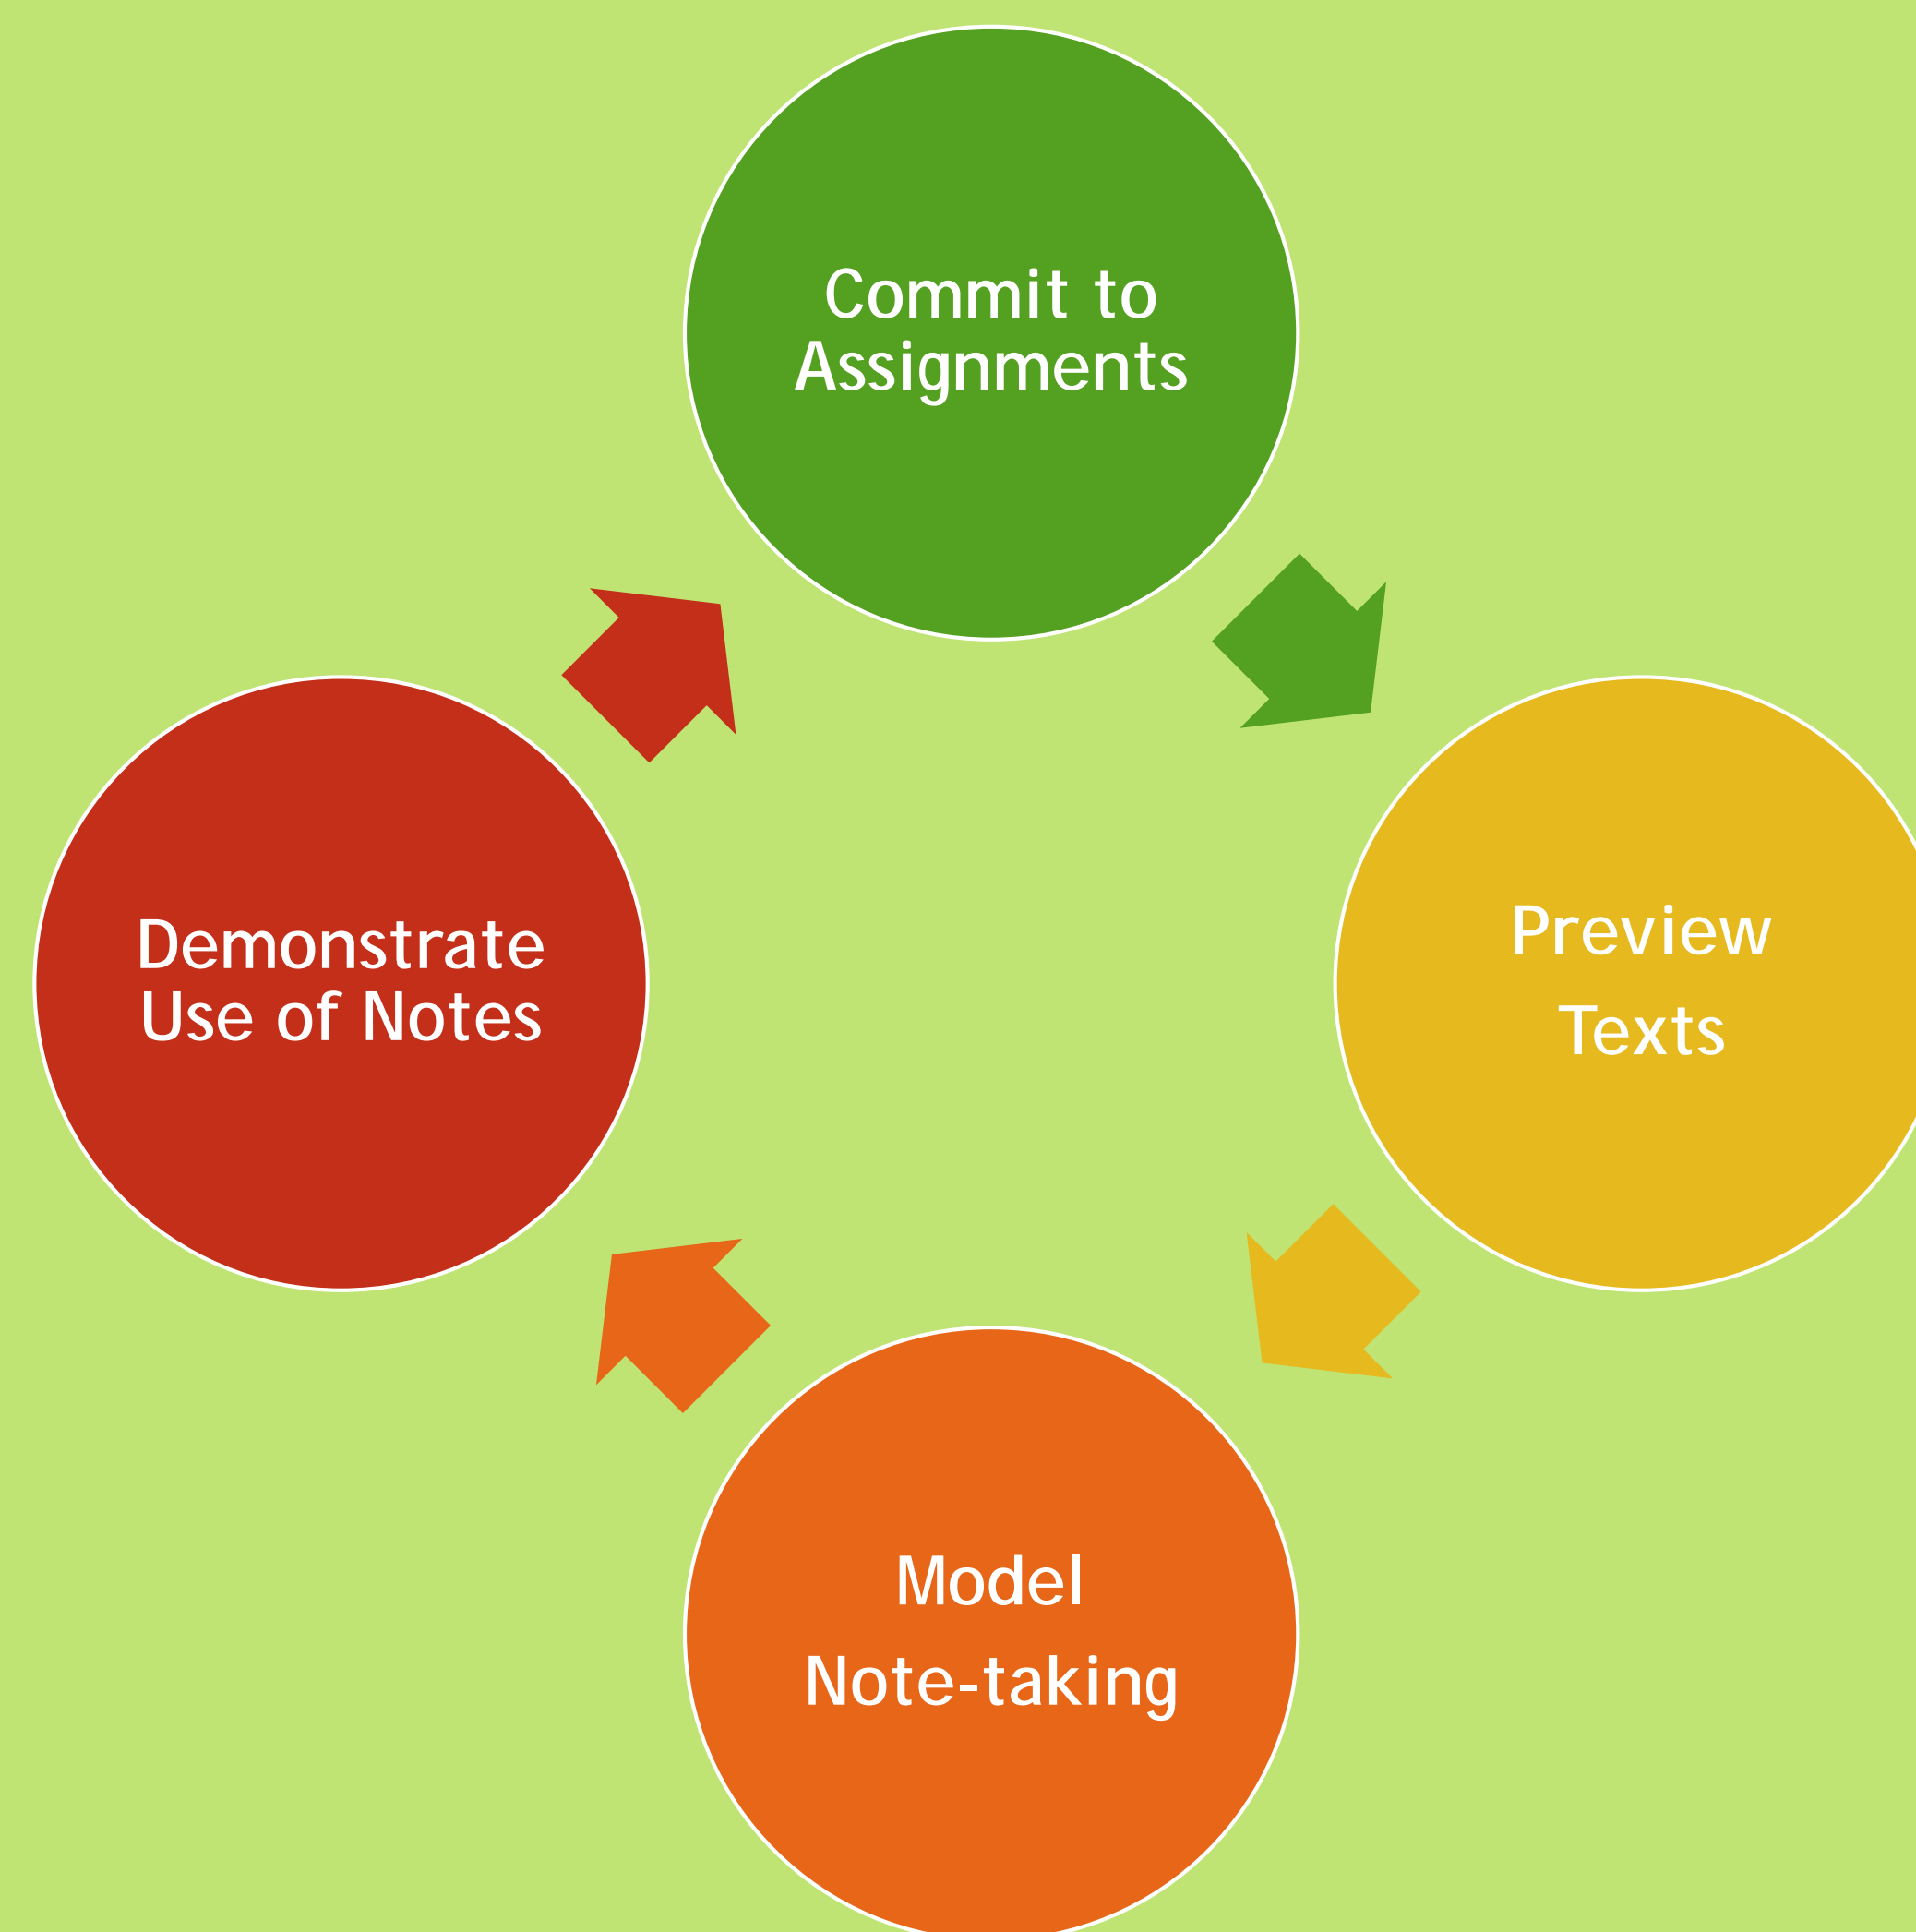 Commit to
Assignments
Preview
Texts
Model
Note-taking
Demonstrate
Use of Notes